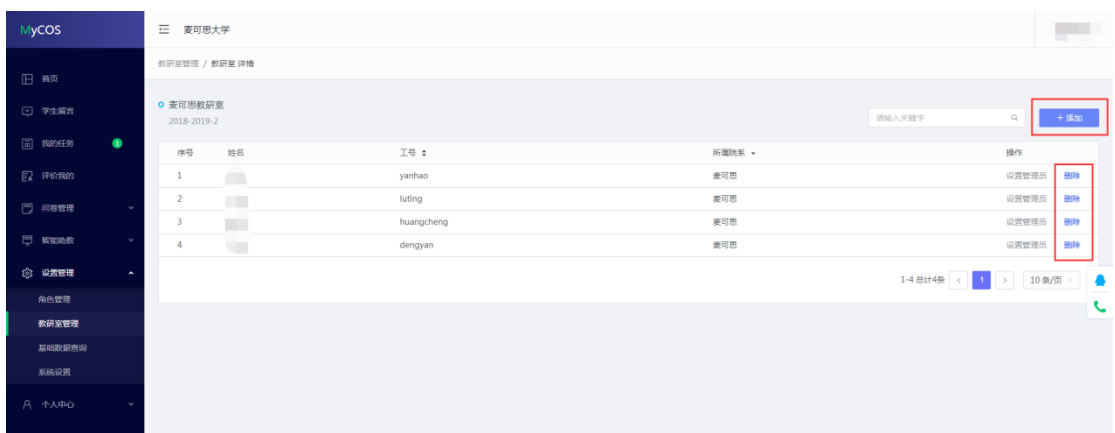 MyCOS
麦可思大学
教研室管理 / 教研室 详情
首页
学生留言
我的任务 1
评价我的
问卷管理
智能助教
设置管理
角色管理
教研室管理
基础数据查询
系统设置
个人中心
麦可思教研室
2018-2019-2
请输入关键字
+ 添加
序号 姓名 工号 所属院系 操作
1 yanhao 麦可思 设置管理员 删除
2 luting 麦可思 设置管理员 删除
3 huangcheng 麦可思 设置管理员 删除
4 dengyan 麦可思 设置管理员 删除
1-4 总计4条 < 1 > 10 条/页